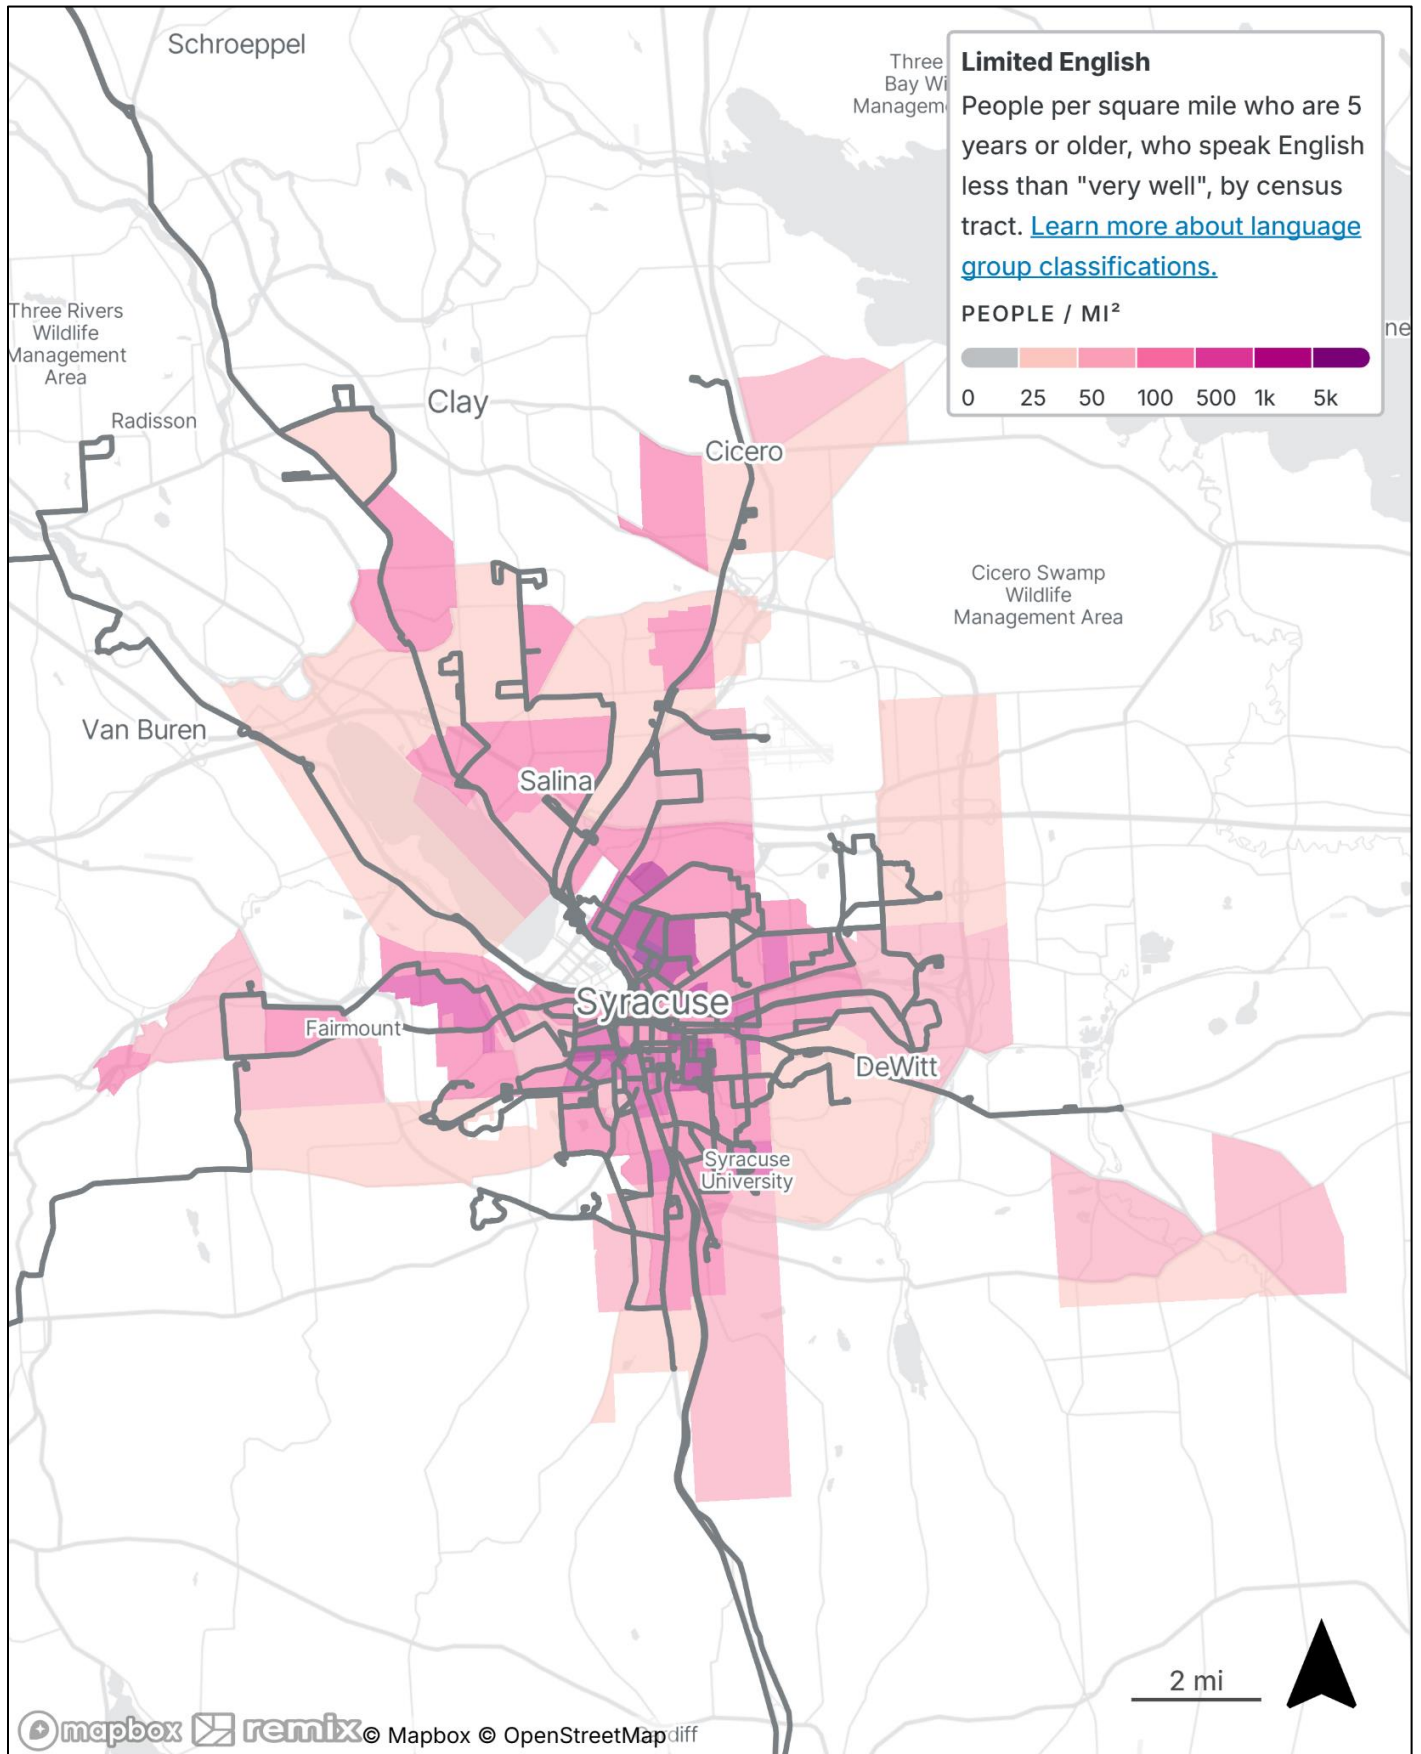 Schroeppel
Three
Bay Wi
Managem
Limited English
People per square mile who are 5
years or older, who speak English
less than "very well", by census
tract. Learn more about language
group classifications.
PEOPLE / MI²
0 25 50 100 500 1k 5k
ne
Three Rivers
Wildlife
Management
Area
Radisson
Clay
Cicero
Cicero Swamp
Wildlife
Management Area
Van Buren
Salina
Syracuse
Fairmount
DeWitt
Syracuse
University
2 mi
mapbox remix © Mapbox © OpenStreetMap diff